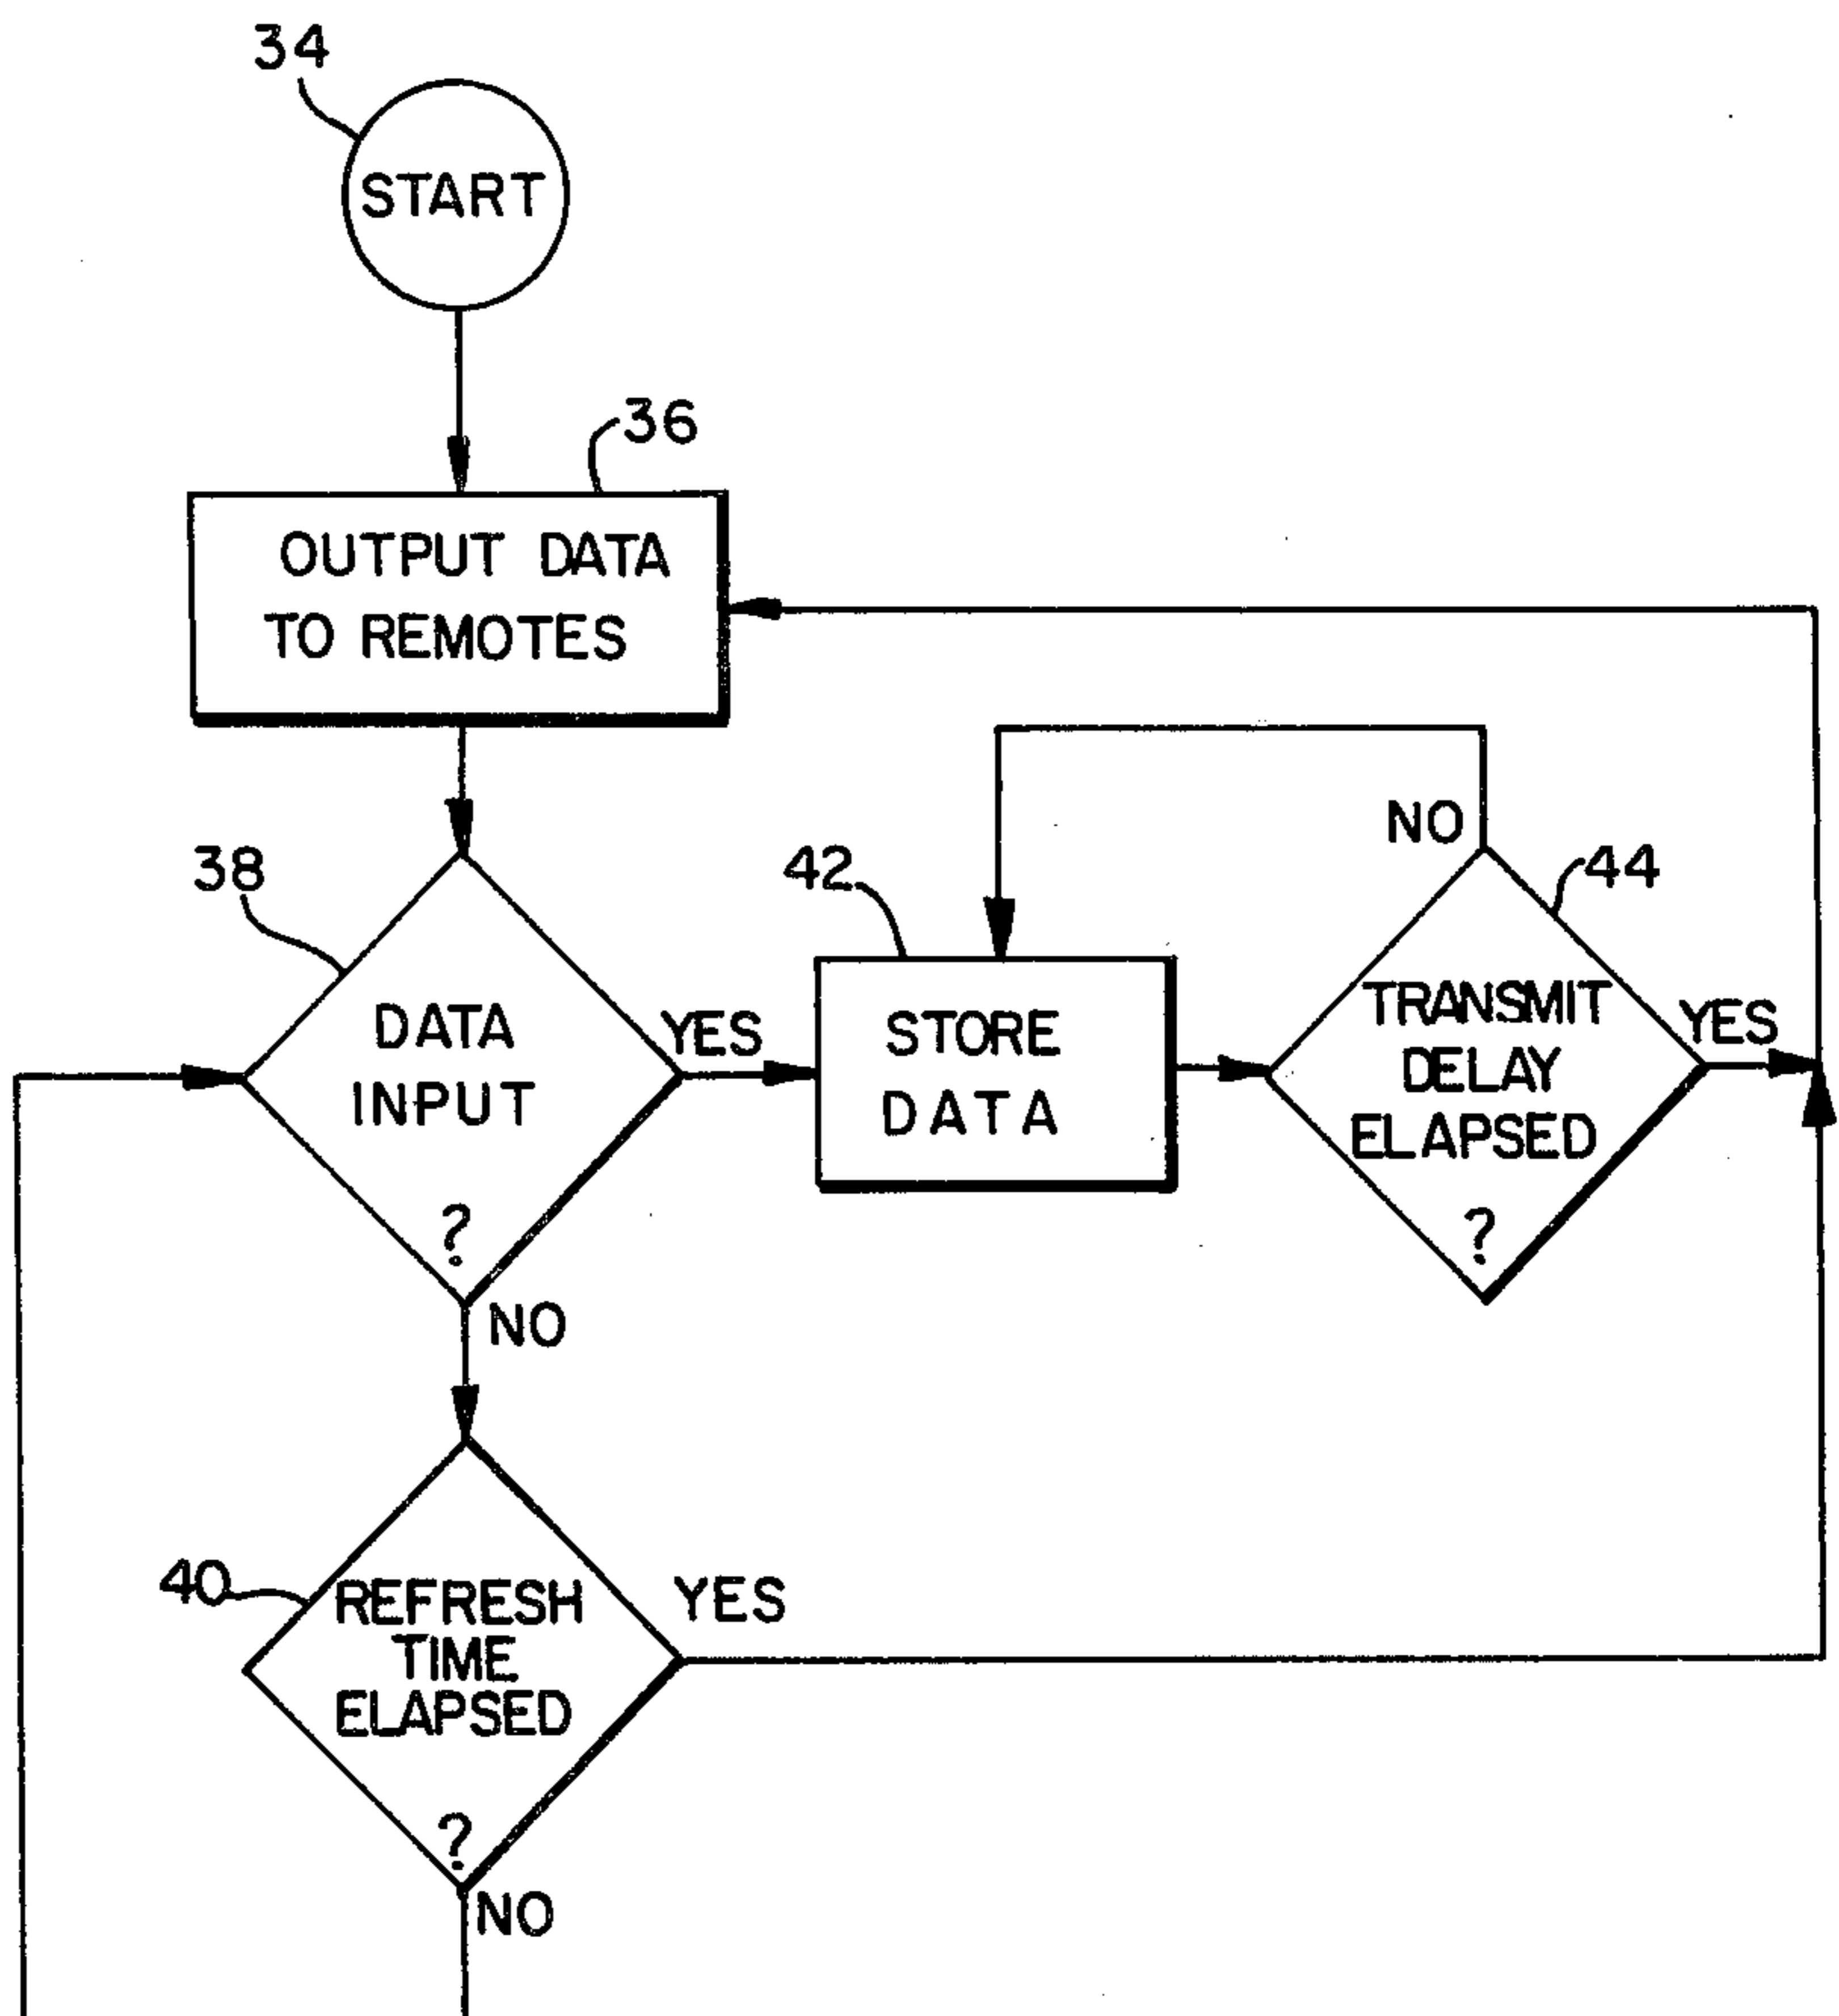 34
START
36
OUTPUT DATA
TO REMOTES
38
DATA
INPUT
?
YES
NO
42
STORE
DATA
NO
44
TRANSMIT
DELAY
ELAPSED
?
YES
40
REFRESH
TIME
ELAPSED
?
YES
NO